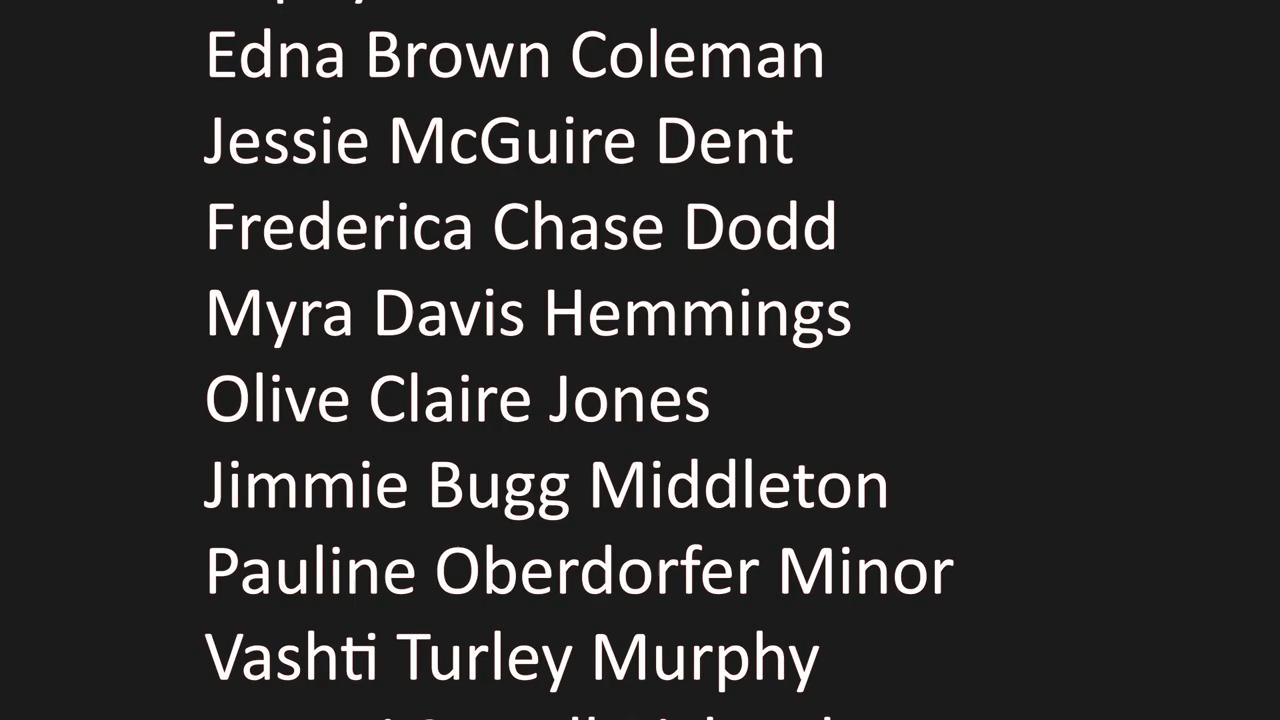 Edna Brown Coleman
Jessie McGuire Dent
Frederica Chase Dodd
Myra Davis Hemmings
Olive Claire Jones
Jimmie Bugg Middleton
Pauline Oberdorfer Minor
Vashti Turley Murphy